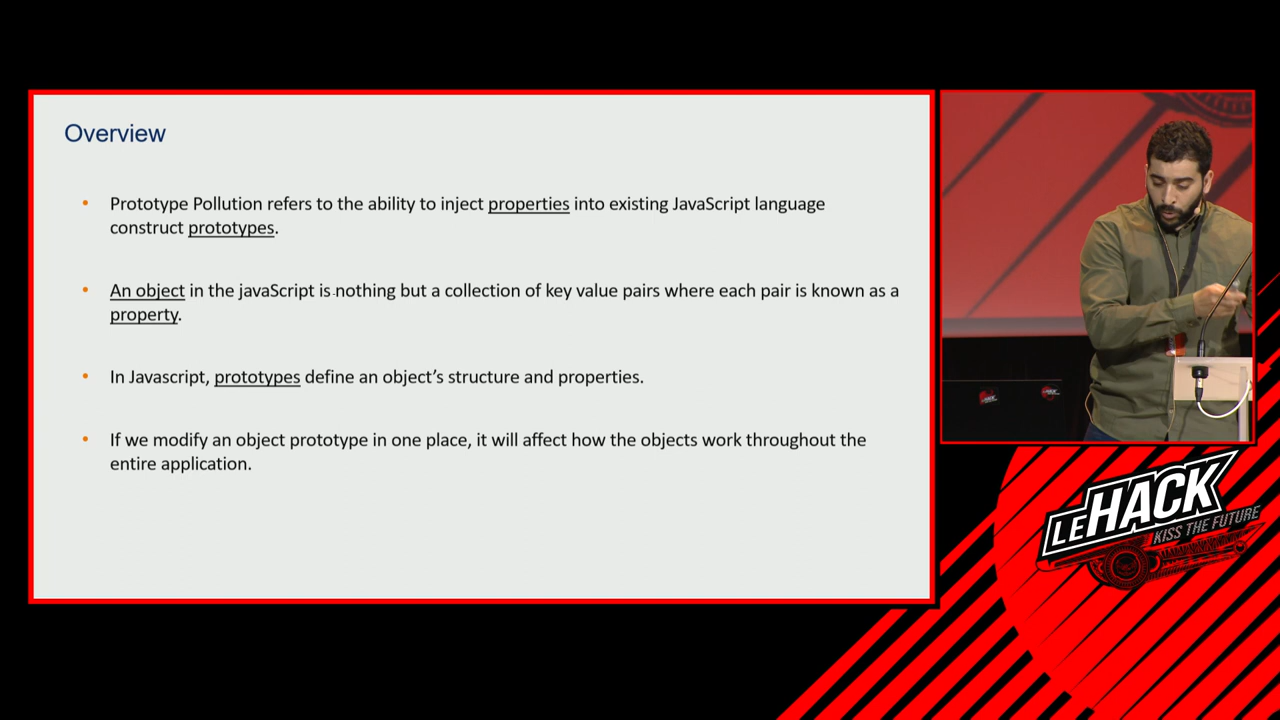 Overview
• Prototype Pollution refers to the ability to inject properties into existing JavaScript language
construct prototypes.
• An object in the javaScript is nothing but a collection of key value pairs where each pair is known as a
property.
• In Javascript, prototypes define an object’s structure and properties.
• If we modify an object prototype in one place, it will affect how the objects work throughout the
entire application.
LEHACK
KISS THE FUTURE